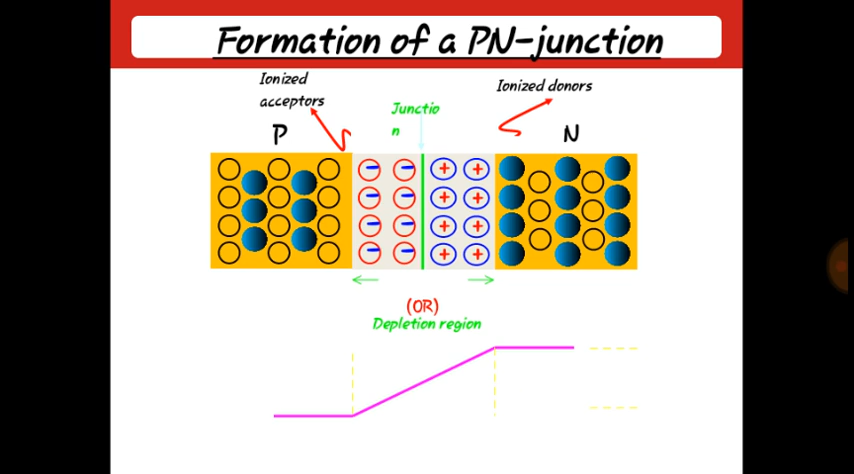 Formation of a PN-junction
Ionized
acceptors
Ionized donors
Junctio
n
P
N
(OR)
Depletion region